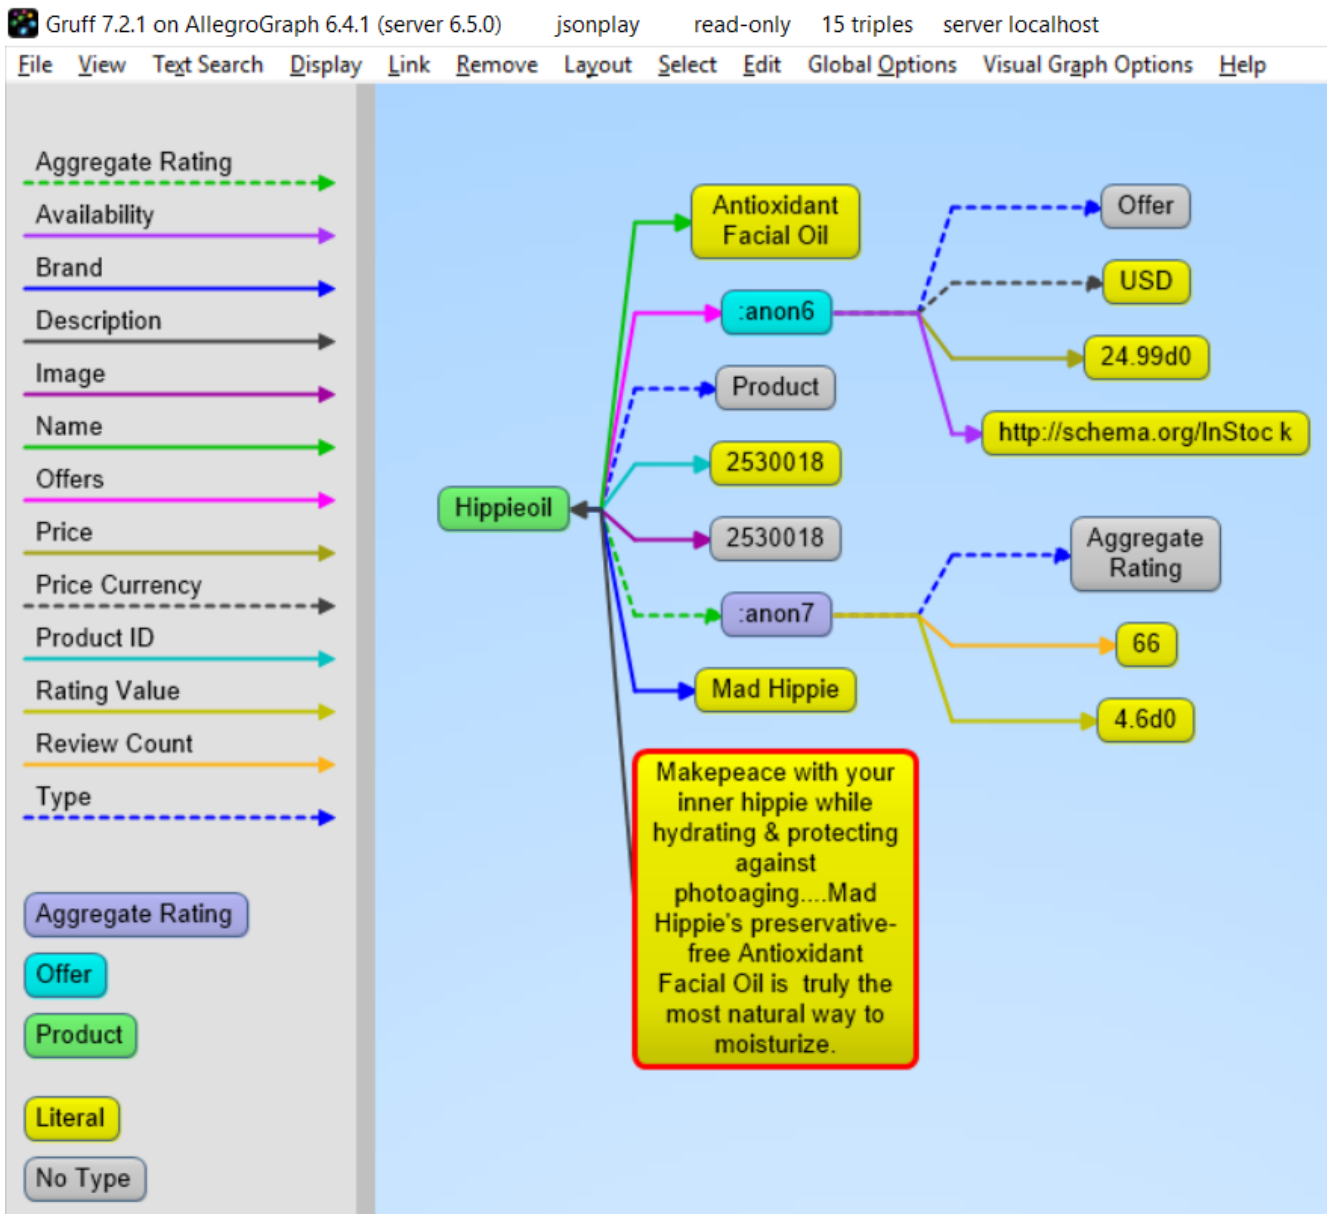 Gruff 7.2.1 on AllegroGraph 6.4.1 (server 6.5.0) jsonplay read-only 15 triples server localhost
File View Text Search Display Link Remove Layout Select Edit Global Options Visual Graph Options Help
Aggregate Rating
Availability
Brand
Description
Image
Name
Offers
Price
Price Currency
Product ID
Rating Value
Review Count
Type
Aggregate Rating
Offer
Product
Literal
No Type
Hippieoil
Antioxidant
Facial Oil
:anon6
Product
2530018
2530018
:anon7
Mad Hippie
Makepeace with your
inner hippie while
hydrating & protecting
against
photoaging....Mad
Hippie's preservative-
free Antioxidant
Facial Oil is  truly the
most natural way to
moisturize.
Offer
USD
24.99d0
http://schema.org/InStoc k
Aggregate
Rating
66
4.6d0